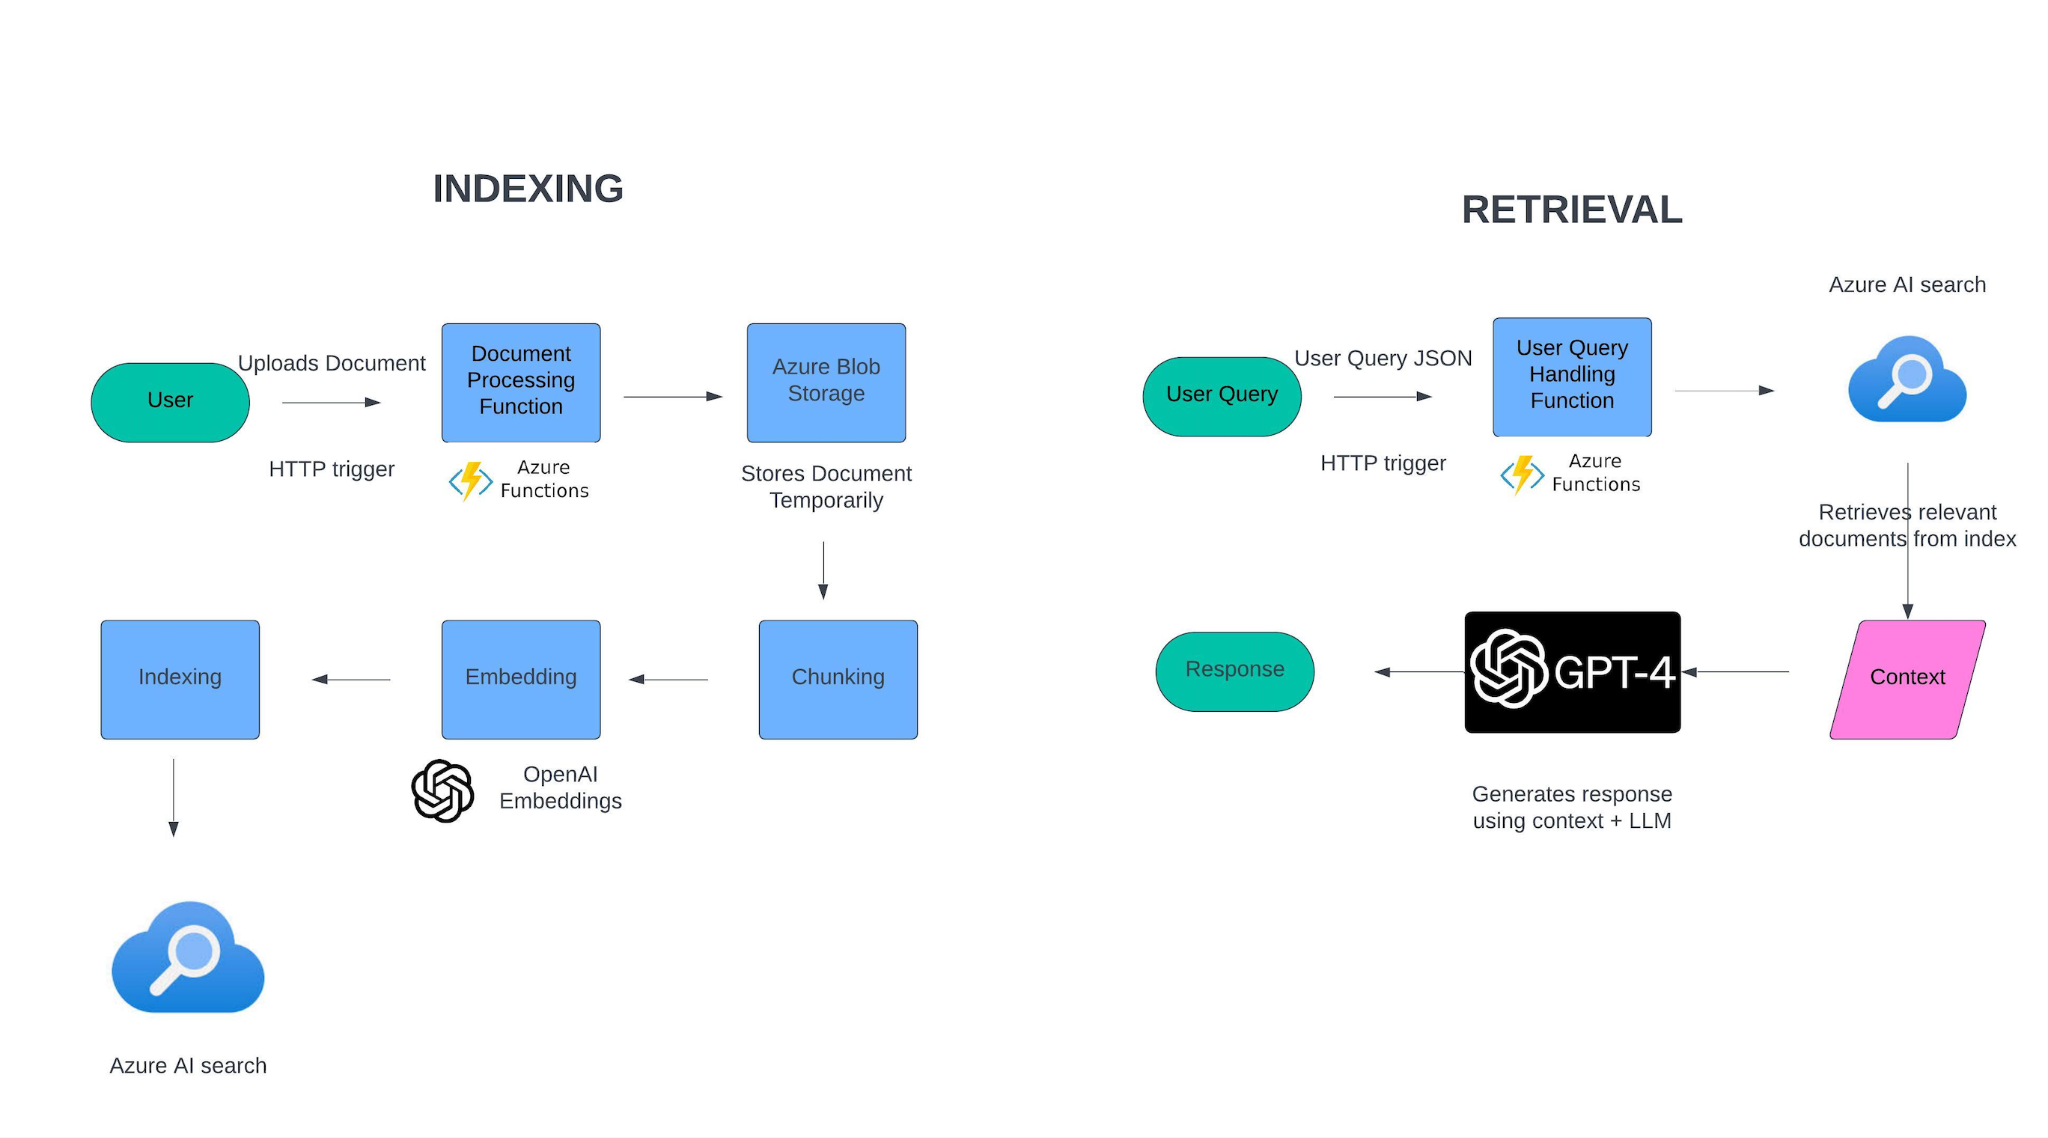 INDEXING
User
Uploads Document
HTTP trigger
Document
Processing
Function
Azure
Functions
Azure Blob
Storage
Stores Document
Temporarily
Chunking
Embedding
OpenAI
Embeddings
Indexing
Azure AI search
RETRIEVAL
User Query
User Query JSON
HTTP trigger
User Query
Handling
Function
Azure
Functions
Azure AI search
Retrieves relevant
documents from index
Context
GPT-4
Generates response
using context + LLM
Response